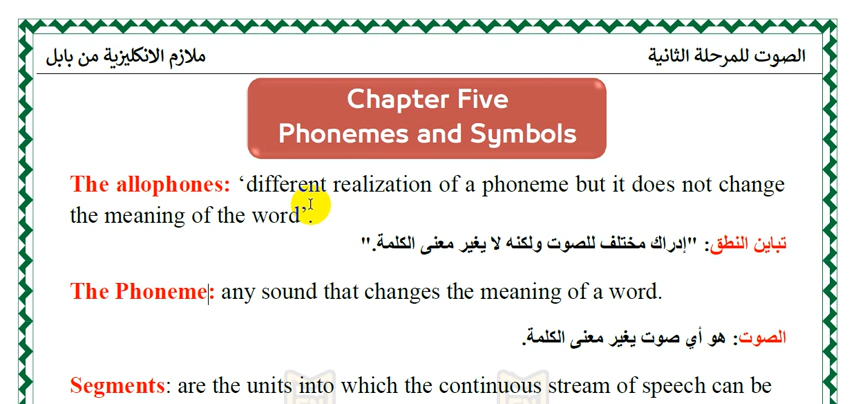 الصوت للمرحلة الثانية
ملازم الانكليزية من بابل
Chapter Five
Phonemes and Symbols
The allophones: ‘different realization of a phoneme but it does not change
the meaning of the word’.
تباين النطق: "إدراك مختلف للصوت ولكنه لا يغير معنى الكلمة."
The Phoneme: any sound that changes the meaning of a word.
الصوت: هو أي صوت يغير معنى الكلمة.
Segments: are the units into which the continuous stream of speech can be